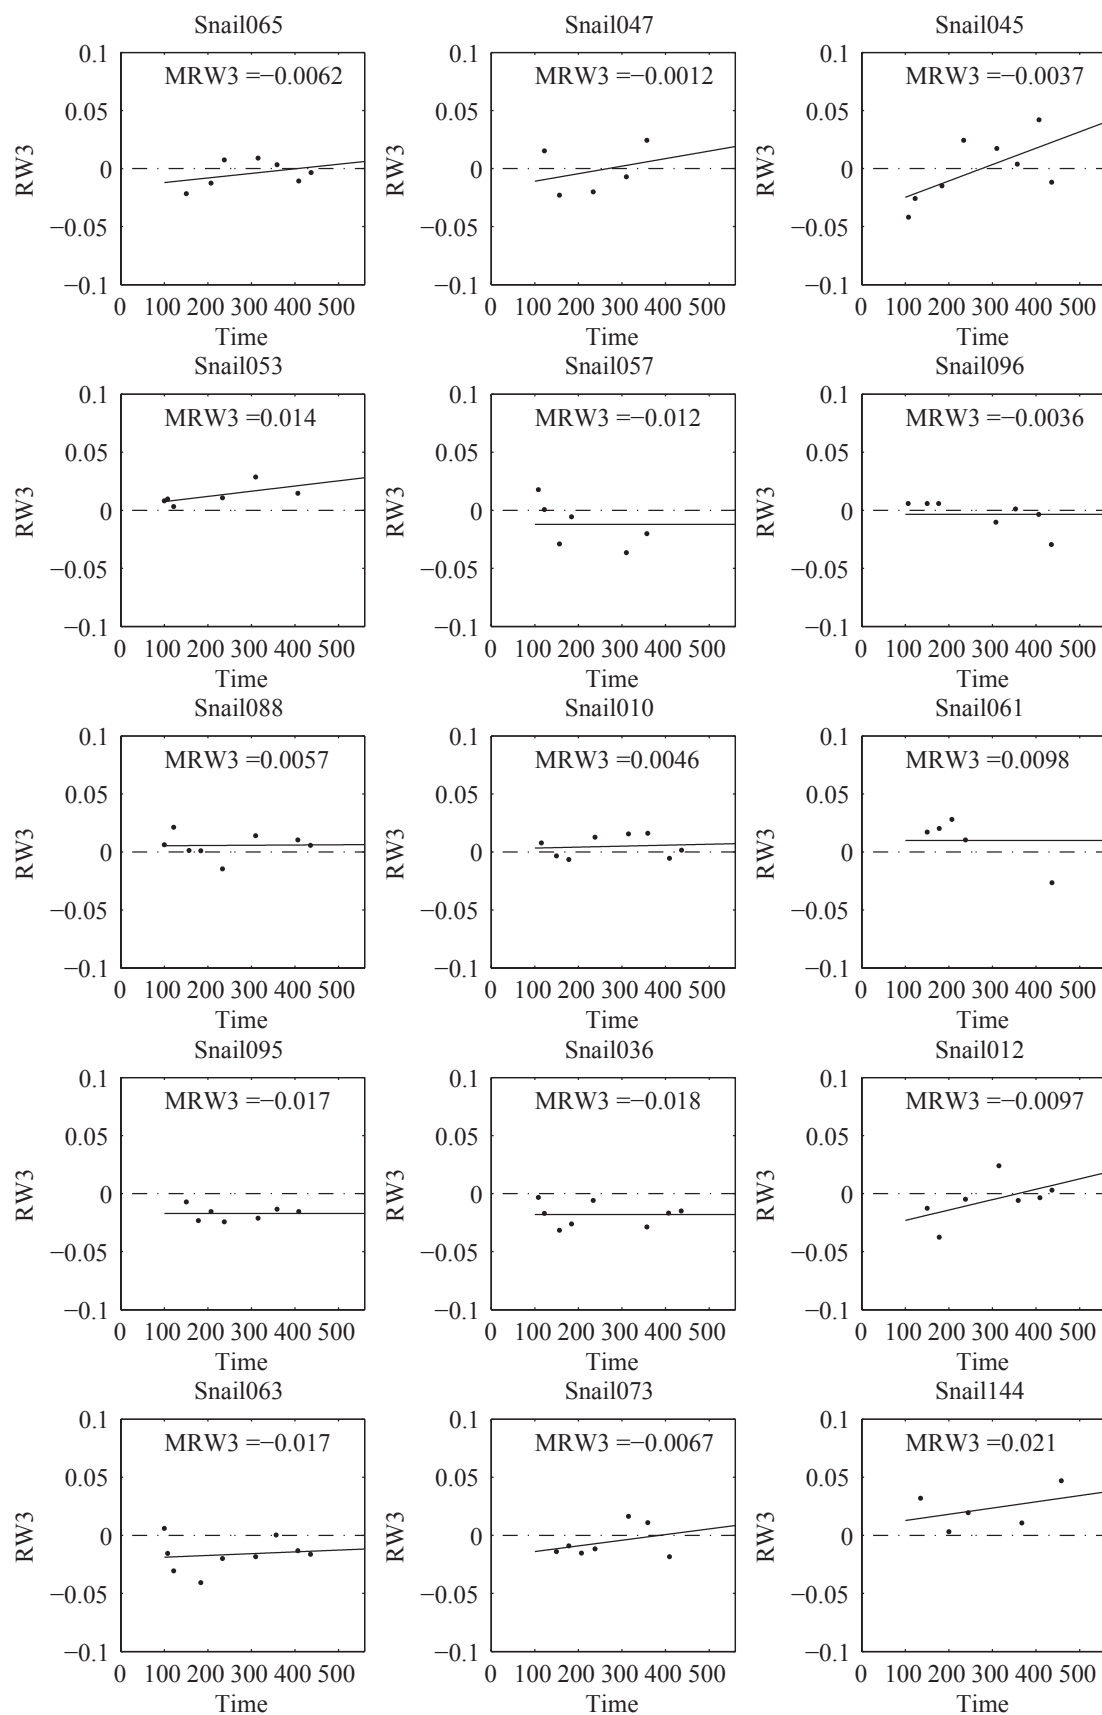 Snail065
0.1
MRW3 =−0.0062
0.05
0
−0.05
−0.1
RW3
0 100 200 300 400 500
Time
Snail047
0.1
MRW3 =−0.0012
0.05
0
−0.05
−0.1
RW3
0 100 200 300 400 500
Time
Snail045
0.1
MRW3 =−0.0037
0.05
0
−0.05
−0.1
RW3
0 100 200 300 400 500
Time
Snail053
0.1
MRW3 =0.014
0.05
0
−0.05
−0.1
RW3
0 100 200 300 400 500
Time
Snail057
0.1
MRW3 =−0.012
0.05
0
−0.05
−0.1
RW3
0 100 200 300 400 500
Time
Snail096
0.1
MRW3 =−0.0036
0.05
0
−0.05
−0.1
RW3
0 100 200 300 400 500
Time
Snail088
0.1
MRW3 =0.0057
0.05
0
−0.05
−0.1
RW3
0 100 200 300 400 500
Time
Snail010
0.1
MRW3 =0.0046
0.05
0
−0.05
−0.1
RW3
0 100 200 300 400 500
Time
Snail061
0.1
MRW3 =0.0098
0.05
0
−0.05
−0.1
RW3
0 100 200 300 400 500
Time
Snail095
0.1
MRW3 =−0.017
0.05
0
−0.05
−0.1
RW3
0 100 200 300 400 500
Time
Snail036
0.1
MRW3 =−0.018
0.05
0
−0.05
−0.1
RW3
0 100 200 300 400 500
Time
Snail012
0.1
MRW3 =−0.0097
0.05
0
−0.05
−0.1
RW3
0 100 200 300 400 500
Time
Snail063
0.1
MRW3 =−0.017
0.05
0
−0.05
−0.1
RW3
0 100 200 300 400 500
Time
Snail073
0.1
MRW3 =−0.0067
0.05
0
−0.05
−0.1
RW3
0 100 200 300 400 500
Time
Snail144
0.1
MRW3 =0.021
0.05
0
−0.05
−0.1
RW3
0 100 200 300 400 500
Time